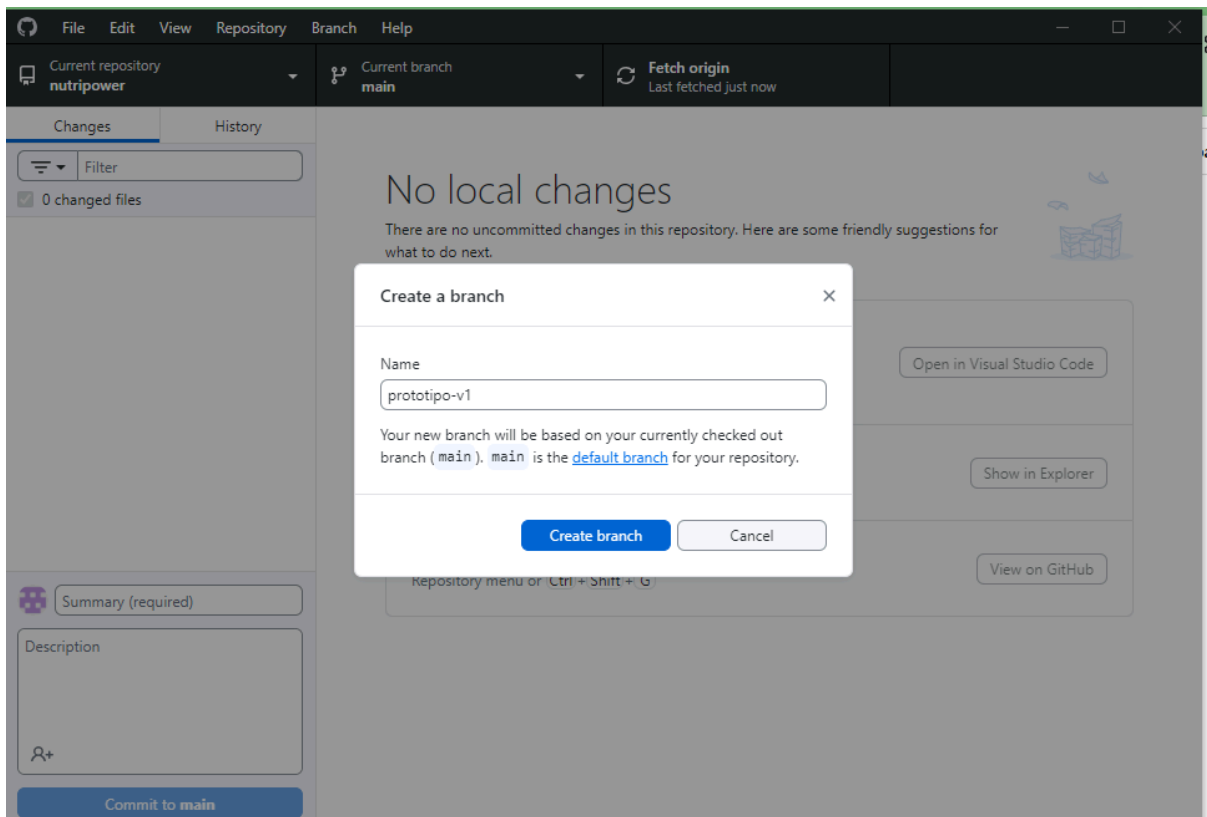 File Edit View Repository Branch Help
Current repository
nutripower
Current branch
main
Fetch origin
Last fetched just now
Changes History
Filter
0 changed files
No local changes
There are no uncommitted changes in this repository. Here are some friendly suggestions for
what to do next.
Create a branch
Name
prototipo-v1
Your new branch will be based on your currently checked out
branch (main). main is the default branch for your repository.
Create branch Cancel
Open in Visual Studio Code
Show in Explorer
View on GitHub
Repository menu or Ctrl + Shift + G
Summary (required)
Description
Commit to main